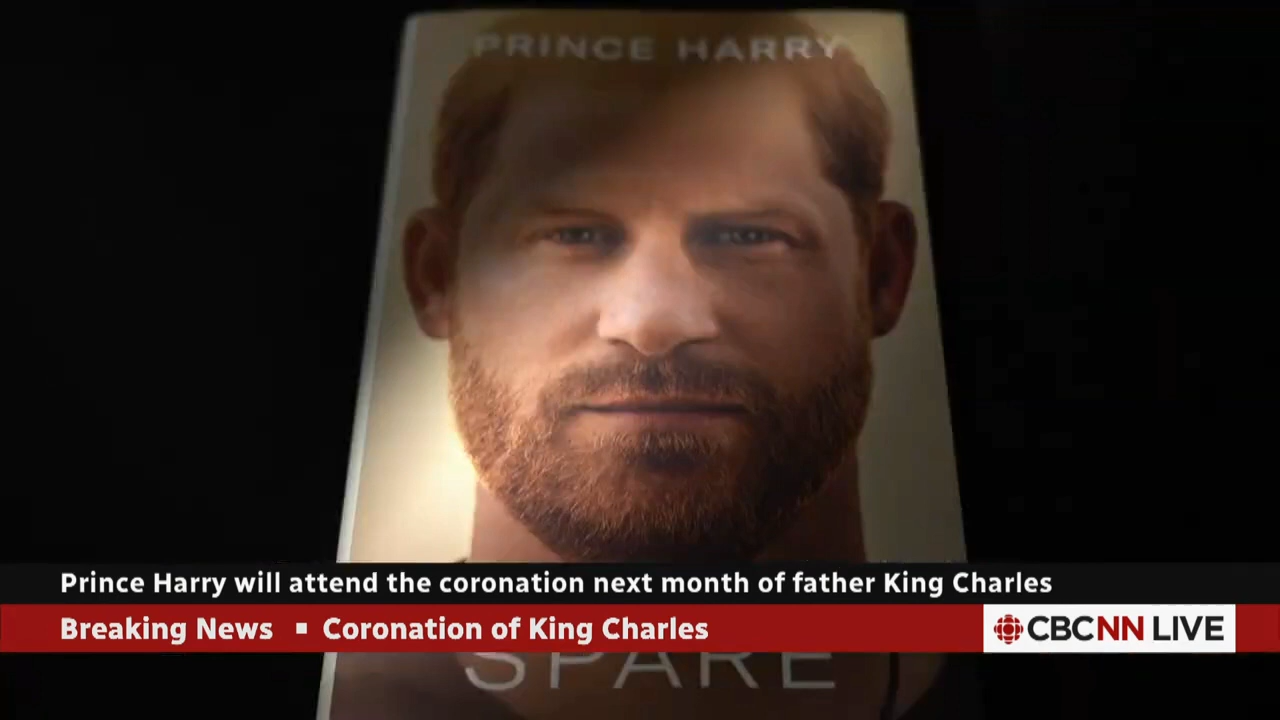 PRINCE HARRY
Prince Harry will attend the coronation next month of father King Charles
Breaking News ▪ Coronation of King Charles
CBCNN LIVE
SPARE